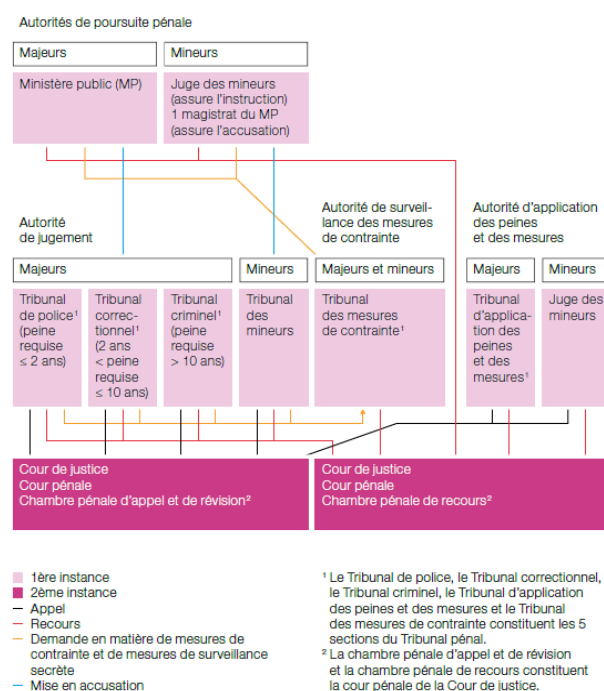 Autorités de poursuite pénale
Majeurs
Mineurs
Ministère public (MP)
Juge des mineurs
(assure l'instruction)
1 magistrat du MP
(assure l'accusation)
Autorité
de jugement
Autorité de surveil-
lance des mesures
de contrainte
Autorité d'application
des peines
et des mesures
Majeurs
Mineurs
Majeurs et mineurs
Majeurs
Mineurs
Tribunal
de police¹
(peine
requise
≤ 2 ans)
Tribunal
correc-
tionnel¹
(2 ans
< peine
requise
≤ 10 ans)
Tribunal
criminel¹
(peine
requise
> 10 ans)
Tribunal
des
mineurs
Tribunal
des mesures
de contrainte¹
Tribunal
d'applica-
tion des
peines
et des
mesures¹
Juge des
mineurs
Cour de justice
Cour pénale
Chambre pénale d'appel et de révision²
Cour de justice
Cour pénale
Chambre pénale de recours²
1ère instance
2ème instance
Appel
Recours
Demande en matière de mesures de
contrainte et de mesures de surveillance
secrète
Mise en accusation
¹ Le Tribunal de police, le Tribunal correctionnel,
le Tribunal criminel, le Tribunal d'application
des peines et des mesures et le Tribunal
des mesures de contrainte constituent les 5
sections du Tribunal pénal.
² La chambre pénale d'appel et de révision
et la chambre pénale de recours constituent
la cour pénale de la Cour de justice.